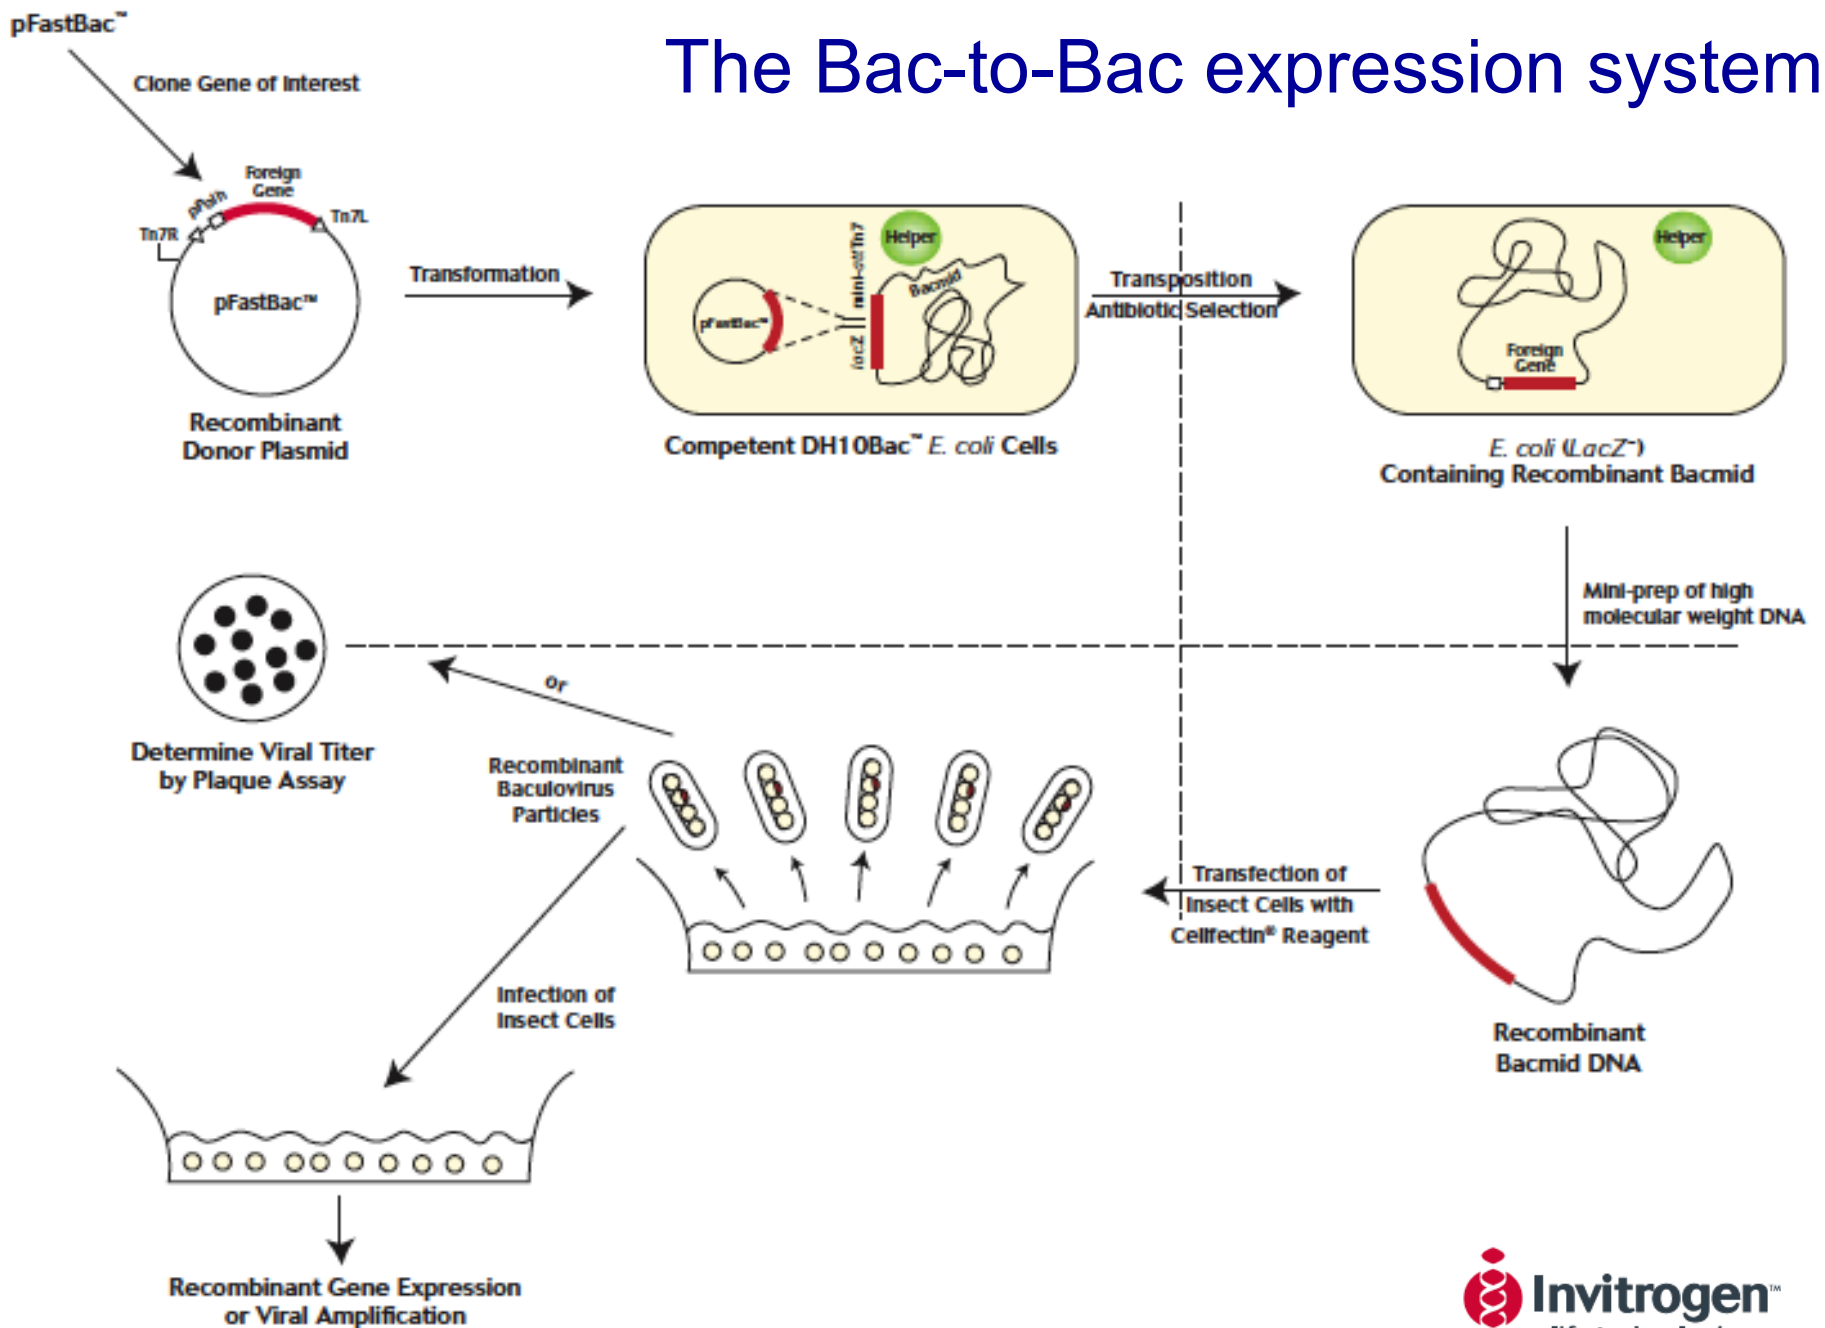 pFastBac™
The Bac-to-Bac expression system
Clone Gene of Interest
Foreign
Gene
pPolh
Tn7R
Tn7L
pFastBac™
Recombinant
Donor Plasmid
Transformation
pFastBac™
lacZ
mini-attTn7
Helper
Bacmid
Competent DH10Bac™ E. coli Cells
Transposition
Antibiotic Selection
Helper
Foreign
Gene
E. coli (LacZ⁻)
Containing Recombinant Bacmid
Mini-prep of high
molecular weight DNA
Recombinant
Bacmid DNA
Transfection of
Insect Cells with
Cellfectin® Reagent
Recombinant
Baculovirus
Particles
or
Determine Viral Titer
by Plaque Assay
Infection of
Insect Cells
Recombinant Gene Expression
or Viral Amplification
Invitrogen™